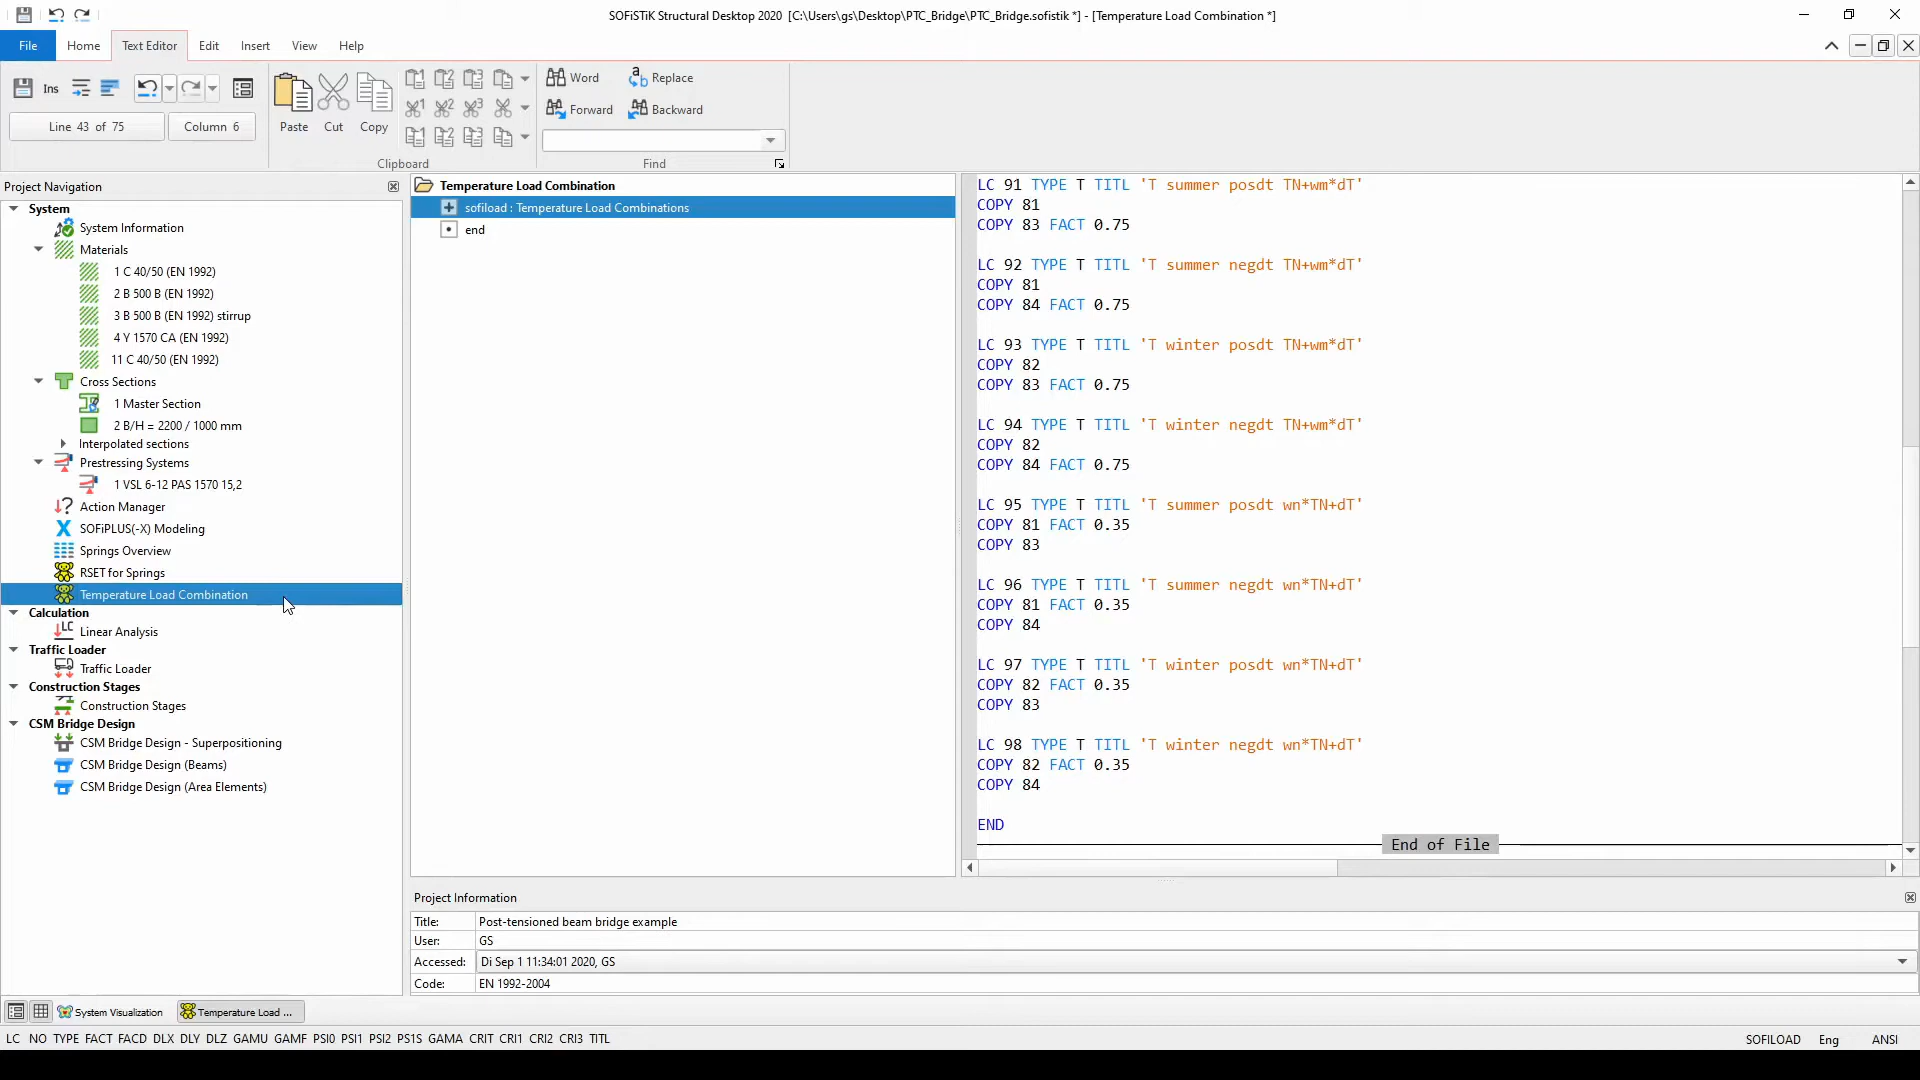 SOFiSTiK Structural Desktop 2020 [C:\Users\gs\Desktop\PTC_Bridge\PTC_Bridge.sofistik *] - [Temperature Load Combination *]
File Home Text Editor Edit Insert View Help
Ins
Line 43 of 75 Column 6
Paste Cut Copy
Clipboard
Word Replace
Forward Backward
Find
Project Navigation
System
System Information
Materials
1 C 40/50 (EN 1992)
2 B 500 B (EN 1992)
3 B 500 B (EN 1992) stirrup
4 Y 1570 CA (EN 1992)
11 C 40/50 (EN 1992)
Cross Sections
1 Master Section
2 B/H = 2200 / 1000 mm
Interpolated sections
Prestressing Systems
1 VSL 6-12 PAS 1570 15,2
Action Manager
SOFiPLUS(-X) Modeling
Springs Overview
RSET for Springs
Temperature Load Combination
Calculation
Linear Analysis
Traffic Loader
Traffic Loader
Construction Stages
Construction Stages
CSM Bridge Design
CSM Bridge Design - Superpositioning
CSM Bridge Design (Beams)
CSM Bridge Design (Area Elements)
Temperature Load Combination
sofiload : Temperature Load Combinations
end
LC 91 TYPE T TITL 'T summer posdt TN+wm*dT'
COPY 81
COPY 83 FACT 0.75
LC 92 TYPE T TITL 'T summer negdt TN+wm*dT'
COPY 81
COPY 84 FACT 0.75
LC 93 TYPE T TITL 'T winter posdt TN+wm*dT'
COPY 82
COPY 83 FACT 0.75
LC 94 TYPE T TITL 'T winter negdt TN+wm*dT'
COPY 82
COPY 84 FACT 0.75
LC 95 TYPE T TITL 'T summer posdt wn*TN+dT'
COPY 81 FACT 0.35
COPY 83
LC 96 TYPE T TITL 'T summer negdt wn*TN+dT'
COPY 81 FACT 0.35
COPY 84
LC 97 TYPE T TITL 'T winter posdt wn*TN+dT'
COPY 82 FACT 0.35
COPY 83
LC 98 TYPE T TITL 'T winter negdt wn*TN+dT'
COPY 82 FACT 0.35
COPY 84
END
End of File
Project Information
Title: Post-tensioned beam bridge example
User: GS
Accessed: Di Sep 1 11:34:01 2020, GS
Code: EN 1992-2004
System Visualization Temperature Load ...
LC NO TYPE FACT FACD DLX DLY DLZ GAMU GAMF PSI0 PSI1 PSI2 PS1S GAMA CRIT CRI1 CRI2 CRI3 TITL
SOFILOAD Eng ANSI